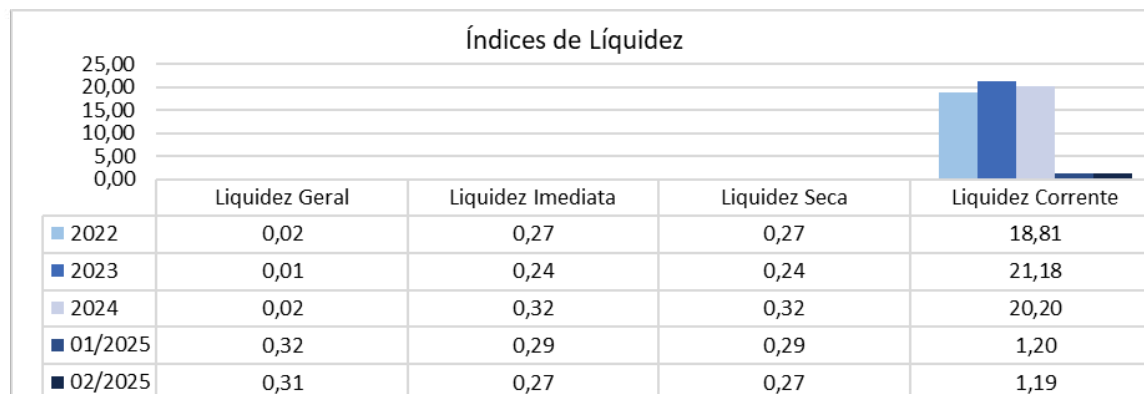 Índices de Líquidez
25,00
20,00
15,00
10,00
5,00
0,00
Liquidez Geral Liquidez Imediata Liquidez Seca Liquidez Corrente
2022 0,02 0,27 0,27 18,81
2023 0,01 0,24 0,24 21,18
2024 0,02 0,32 0,32 20,20
01/2025 0,32 0,29 0,29 1,20
02/2025 0,31 0,27 0,27 1,19